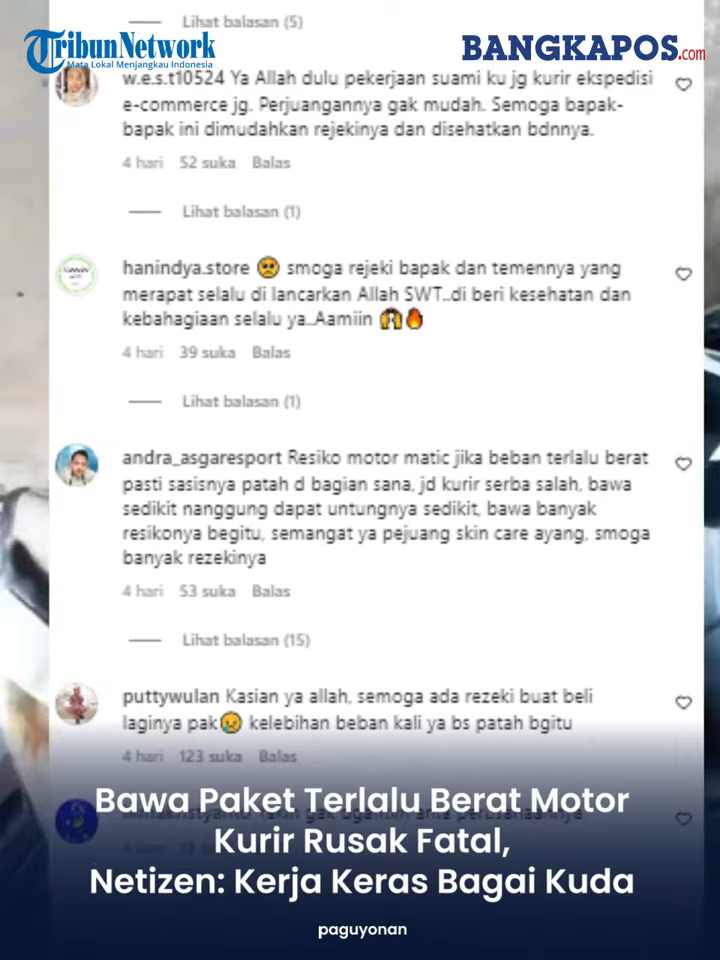 Lihat balasan (5)
TribunNetwork
Mata Lokal Menjangkau Indonesia
BANGKAPOS.com
w.e.s.t10524 Ya Allah dulu pekerjaan suami ku jg kurir ekspedisi
e-commerce jg. Perjuangannya gak mudah. Semoga bapak-
bapak ini dimudahkan rejekinya dan disehatkan bdnnya.
4 hari 52 suka Balas
Lihat balasan (1)
hanindya.store 🥺 smoga rejeki bapak dan temennya yang
merapat selalu di lancarkan Allah SWT..di beri kesehatan dan
kebahagiaan selalu ya..Aamiin 🙌🔥
4 hari 39 suka Balas
Lihat balasan (1)
andra_asgaresport Resiko motor matic jika beban terlalu berat
pasti sasisnya patah d bagian sana, jd kurir serba salah, bawa
sedikit nanggung dapat untungnya sedikit, bawa banyak
resikonya begitu, semangat ya pejuang skin care ayang, smoga
banyak rezekinya
4 hari 53 suka Balas
Lihat balasan (15)
puttywulan Kasian ya allah, semoga ada rezeki buat beli
laginya pak😢 kelebihan beban kali ya bs patah bgitu
4 hari 123 suka Balas
Bawa Paket Terlalu Berat Motor
Kurir Rusak Fatal,
Netizen: Kerja Keras Bagai Kuda
paguyonan